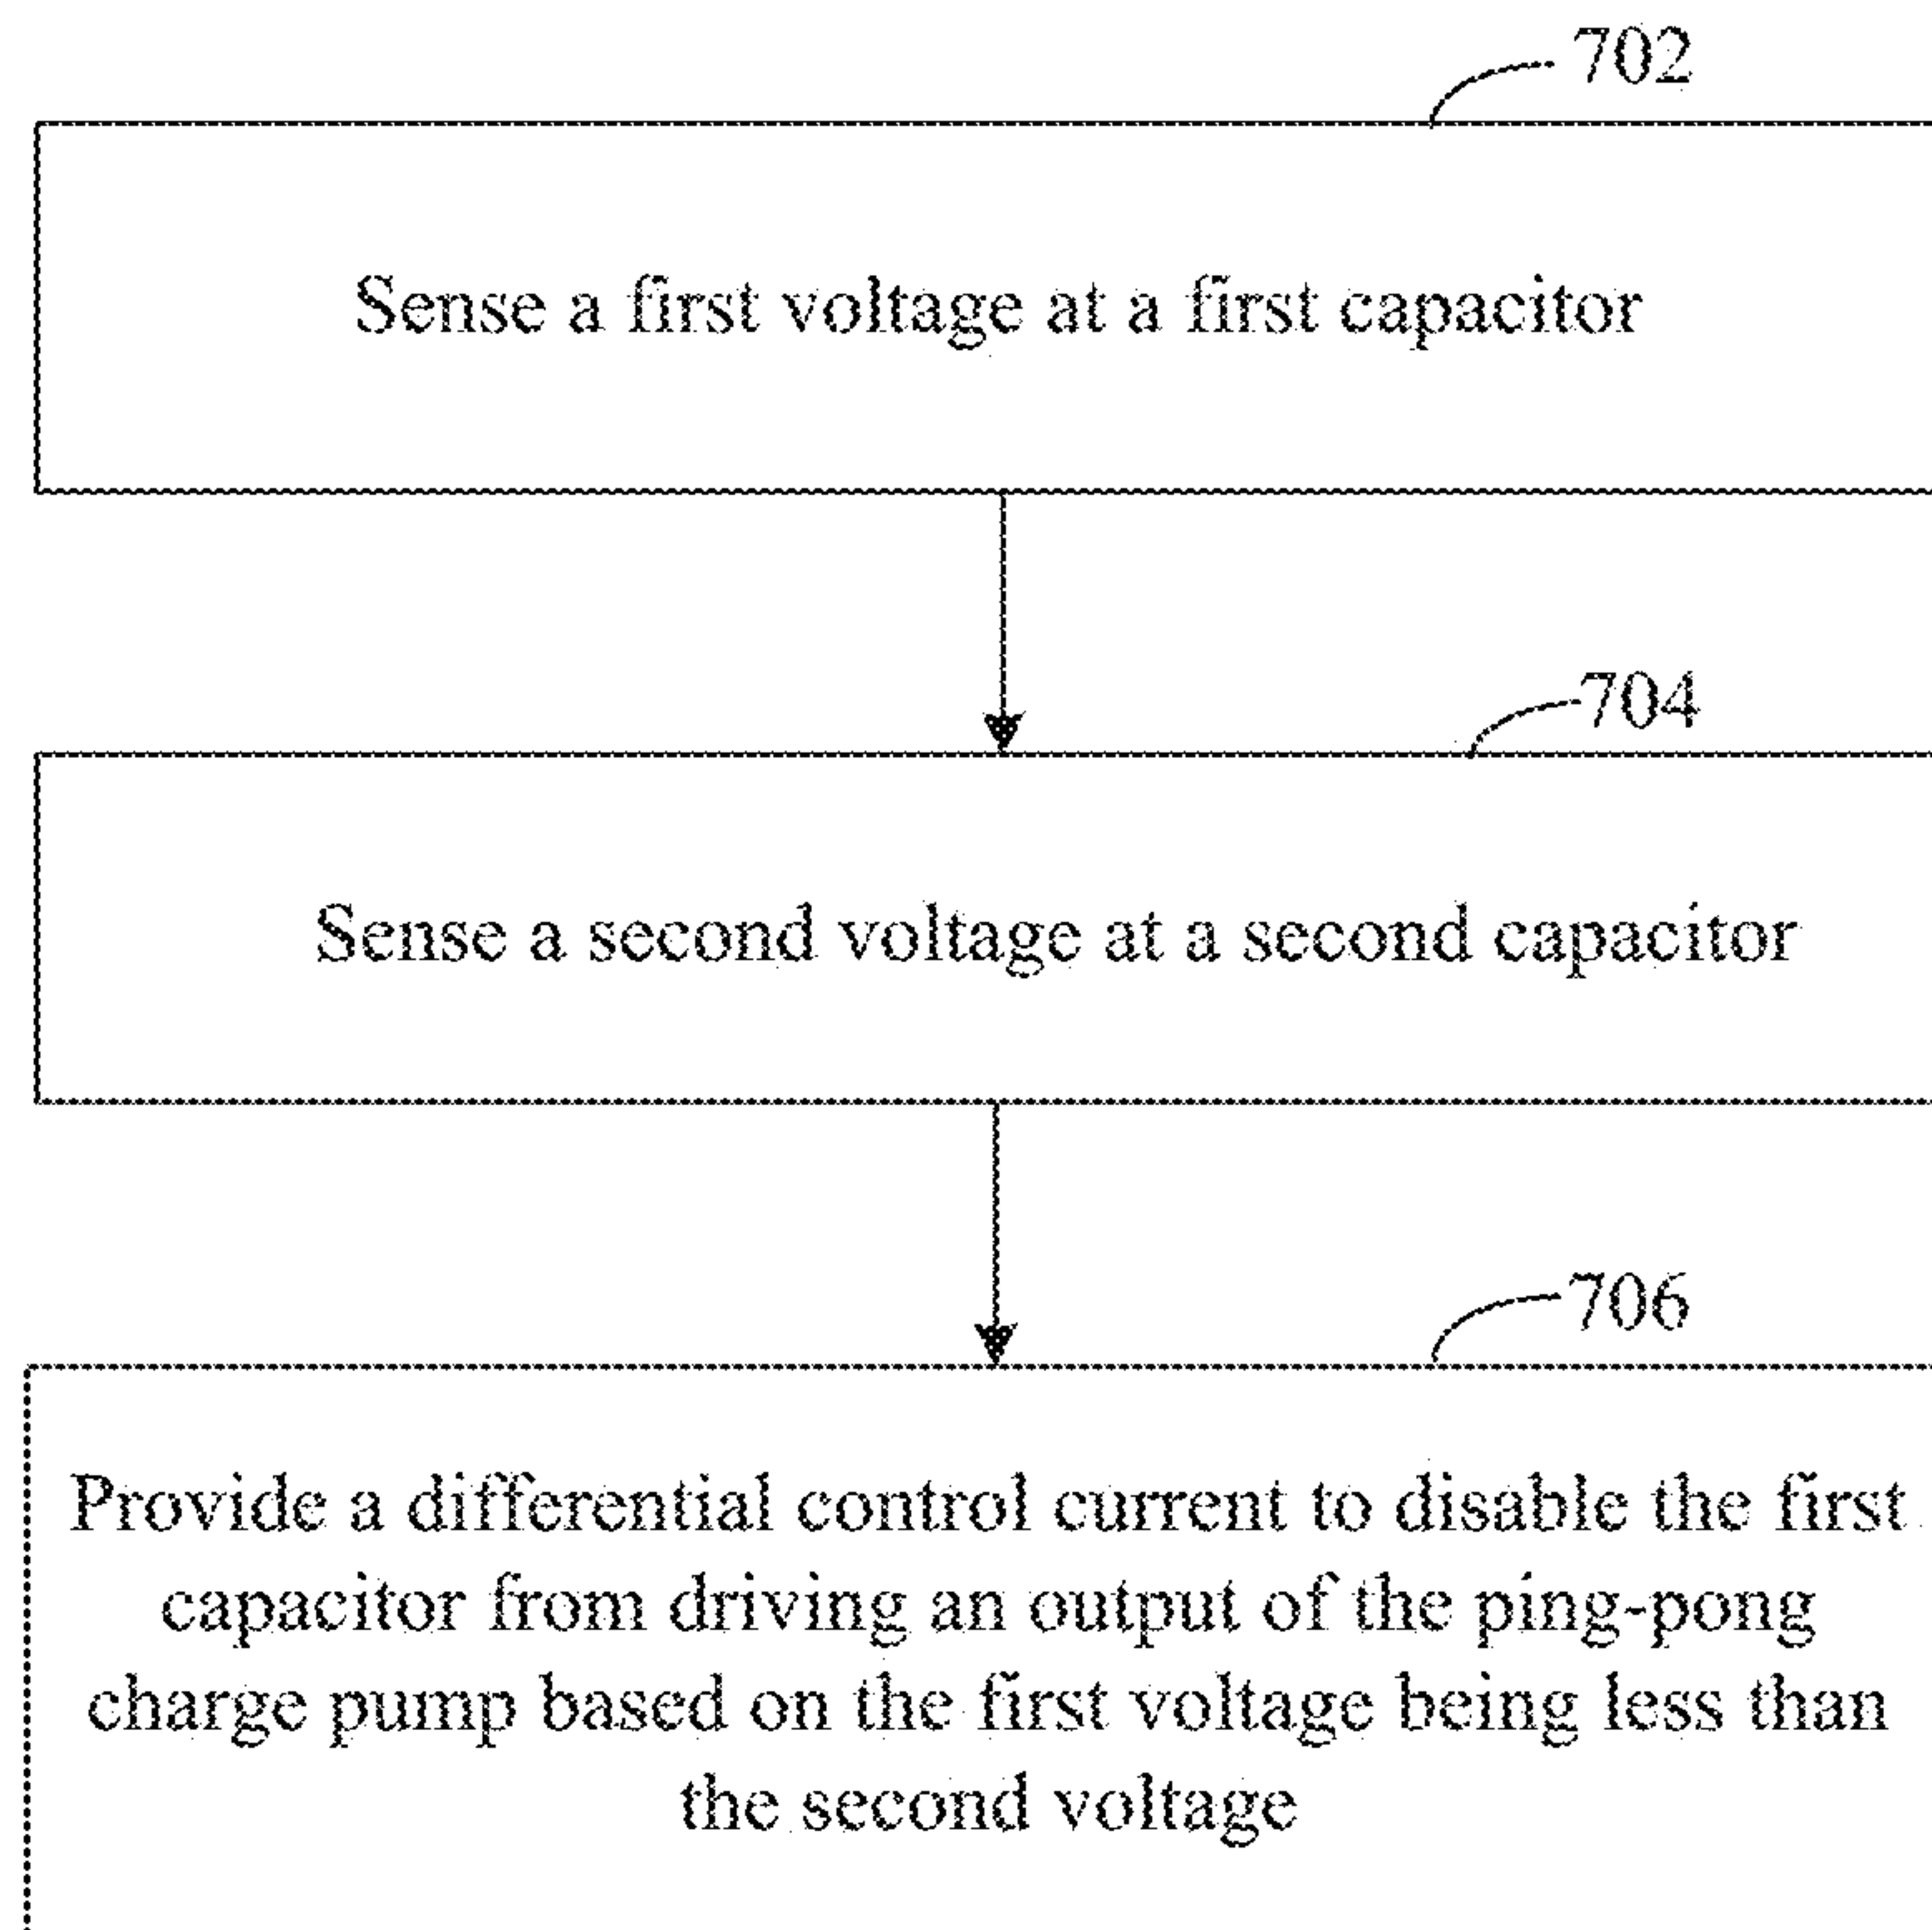 702
Sense a first voltage at a first capacitor
704
Sense a second voltage at a second capacitor
706
Provide a differential control current to disable the first
capacitor from driving an output of the ping-pong
charge pump based on the first voltage being less than
the second voltage